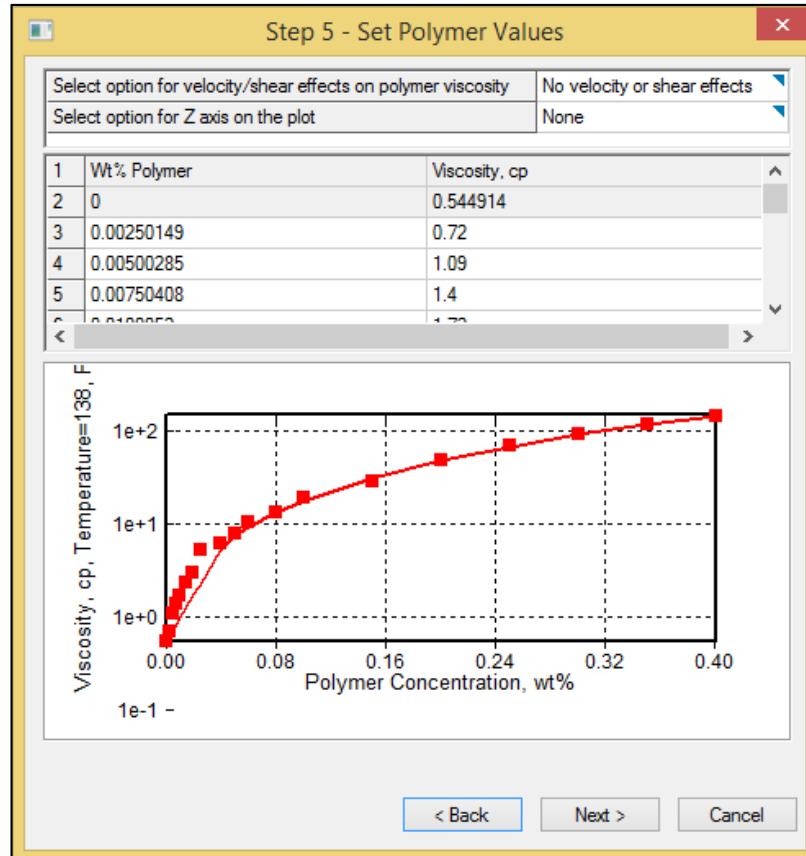 Step 5 - Set Polymer Values
Select option for velocity/shear effects on polymer viscosity No velocity or shear effects
Select option for Z axis on the plot None
1 Wt% Polymer Viscosity, cp
2 0 0.544914
3 0.00250149 0.72
4 0.00500285 1.09
5 0.00750408 1.4
Viscosity, cp, Temperature=138, F
1e+2
1e+1
1e+0
1e-1
0.00 0.08 0.16 0.24 0.32 0.40
Polymer Concentration, wt%
< Back Next > Cancel